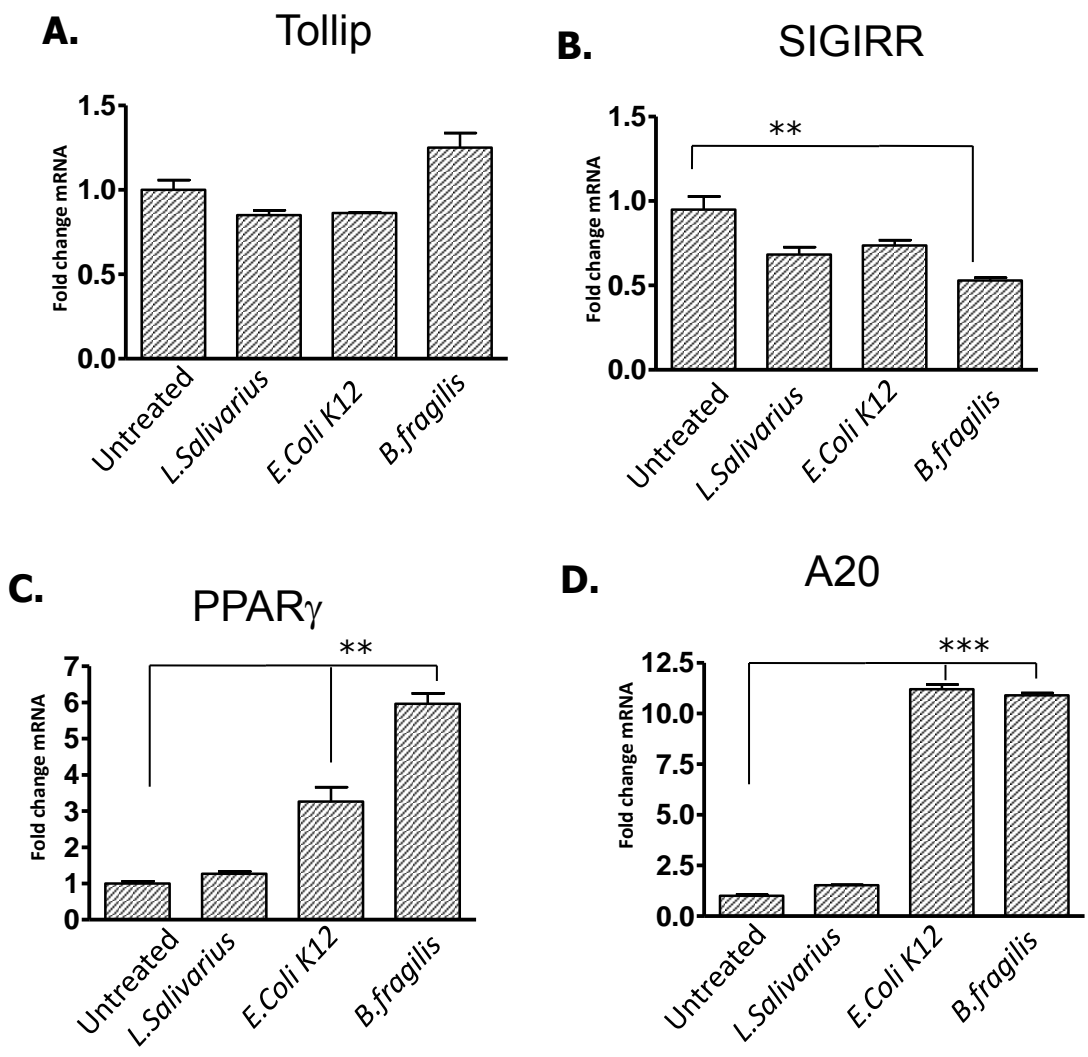 A.
Tollip
Fold change mRNA
1.5
1.0
0.5
0.0
Untreated
L.Salivarius
E.Coli K12
B.fragilis
B.
SIGIRR
Fold change mRNA
1.5
1.0
0.5
0.0
**
Untreated
L.Salivarius
E.Coli K12
B.fragilis
C.
PPARγ
Fold change mRNA
7
6
5
4
3
2
1
0
**
Untreated
L.Salivarius
E.Coli K12
B.fragilis
D.
A20
Fold change mRNA
12.5
10.0
7.5
5.0
2.5
0.0
***
Untreated
L.Salivarius
E.Coli K12
B.fragilis